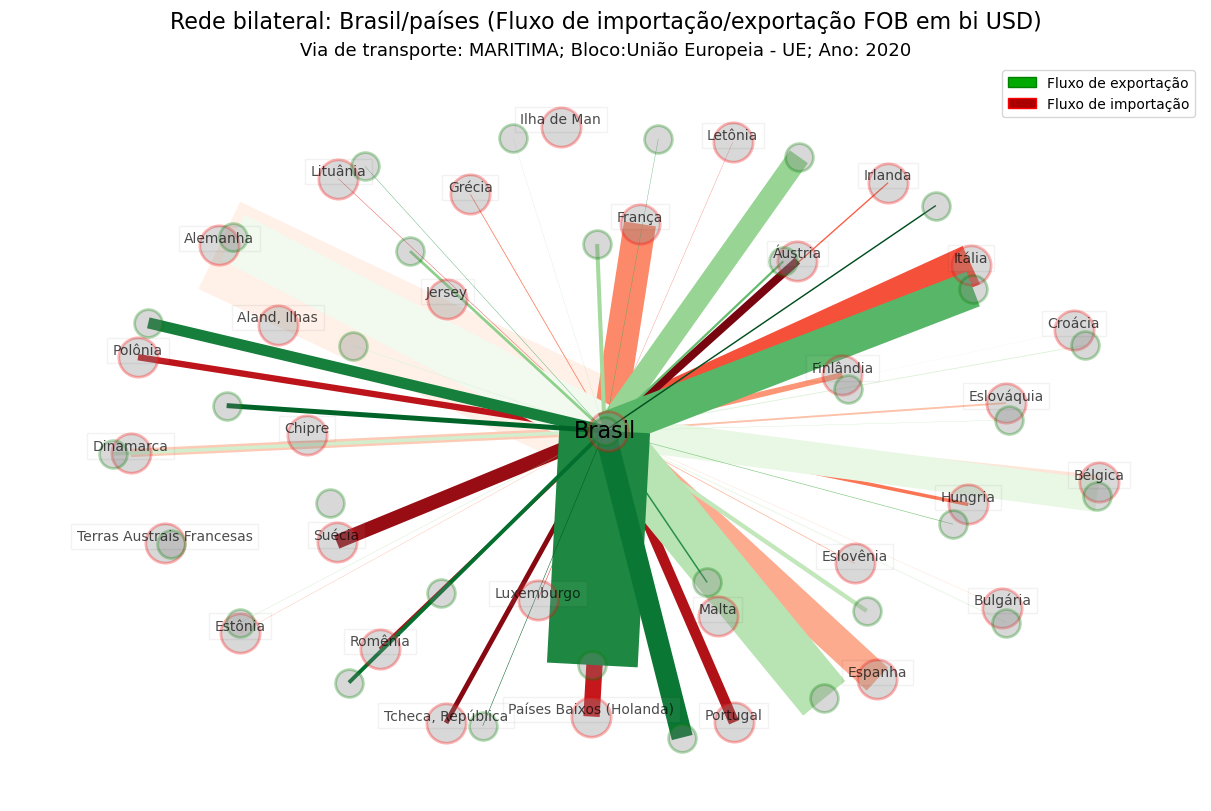 Rede bilateral: Brasil/países (Fluxo de importação/exportação FOB em bi USD)
Via de transporte: MARITIMA; Bloco:União Europeia - UE; Ano: 2020
Fluxo de exportação
Fluxo de importação
Ilha de Man
Letônia
Lituânia
Grécia
Irlanda
França
Alemanha
Áustria
Itália
Jersey
Aland, Ilhas
Croácia
Polônia
Finlândia
Eslováquia
Chipre
Brasil
Dinamarca
Bélgica
Hungria
Terras Austrais Francesas
Suécia
Eslovênia
Luxemburgo
Malta
Bulgária
Estônia
Romênia
Espanha
Tcheca, República
Países Baixos (Holanda)
Portugal